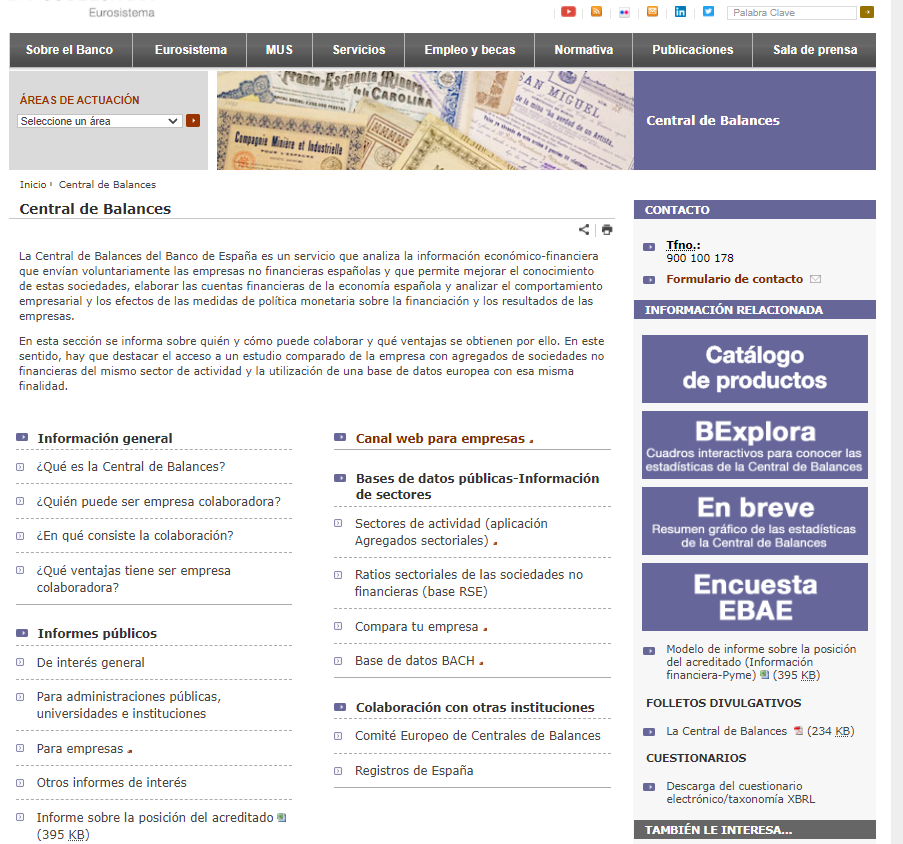 Eurosistema
Palabra Clave
Sobre el Banco
Eurosistema
MUS
Servicios
Empleo y becas
Normativa
Publicaciones
Sala de prensa
ÁREAS DE ACTUACIÓN
Seleccione un área
Franco-Española Minera
de la CAROLINA
Compagnie Minière et Industrielle
SAN MIGUEL
Central de Balances
Inicio Central de Balances
Central de Balances
La Central de Balances del Banco de España es un servicio que analiza la información económico-financiera
que envían voluntariamente las empresas no financieras españolas y que permite mejorar el conocimiento
de estas sociedades, elaborar las cuentas financieras de la economía española y analizar el comportamiento
empresarial y los efectos de las medidas de política monetaria sobre la financiación y los resultados de las
empresas.
En esta sección se informa sobre quién y cómo puede colaborar y qué ventajas se obtienen por ello. En este
sentido, hay que destacar el acceso a un estudio comparado de la empresa con agregados de sociedades no
financieras del mismo sector de actividad y la utilización de una base de datos europea con esa misma
finalidad.
Información general
¿Qué es la Central de Balances?
¿Quién puede ser empresa colaboradora?
¿En qué consiste la colaboración?
¿Qué ventajas tiene ser empresa
colaboradora?
Informes públicos
De interés general
Para administraciones públicas,
universidades e instituciones
Para empresas
Otros informes de interés
Informe sobre la posición del acreditado
(395 KB)
Canal web para empresas
Bases de datos públicas-Información
de sectores
Sectores de actividad (aplicación
Agregados sectoriales)
Ratios sectoriales de las sociedades no
financieras (base RSE)
Compara tu empresa
Base de datos BACH
Colaboración con otras instituciones
Comité Europeo de Centrales de Balances
Registros de España
CONTACTO
Tfno.:
900 100 178
Formulario de contacto
INFORMACIÓN RELACIONADA
Catálogo
de productos
BExplora
Cuadros interactivos para conocer las
estadísticas de la Central de Balances
En breve
Resumen gráfico de las estadísticas
de la Central de Balances
Encuesta
EBAE
Modelo de informe sobre la posición
del acreditado (Información
financiera-Pyme) (395 KB)
FOLLETOS DIVULGATIVOS
La Central de Balances (234 KB)
CUESTIONARIOS
Descarga del cuestionario
electrónico/taxonomía XBRL
TAMBIÉN LE INTERESA...